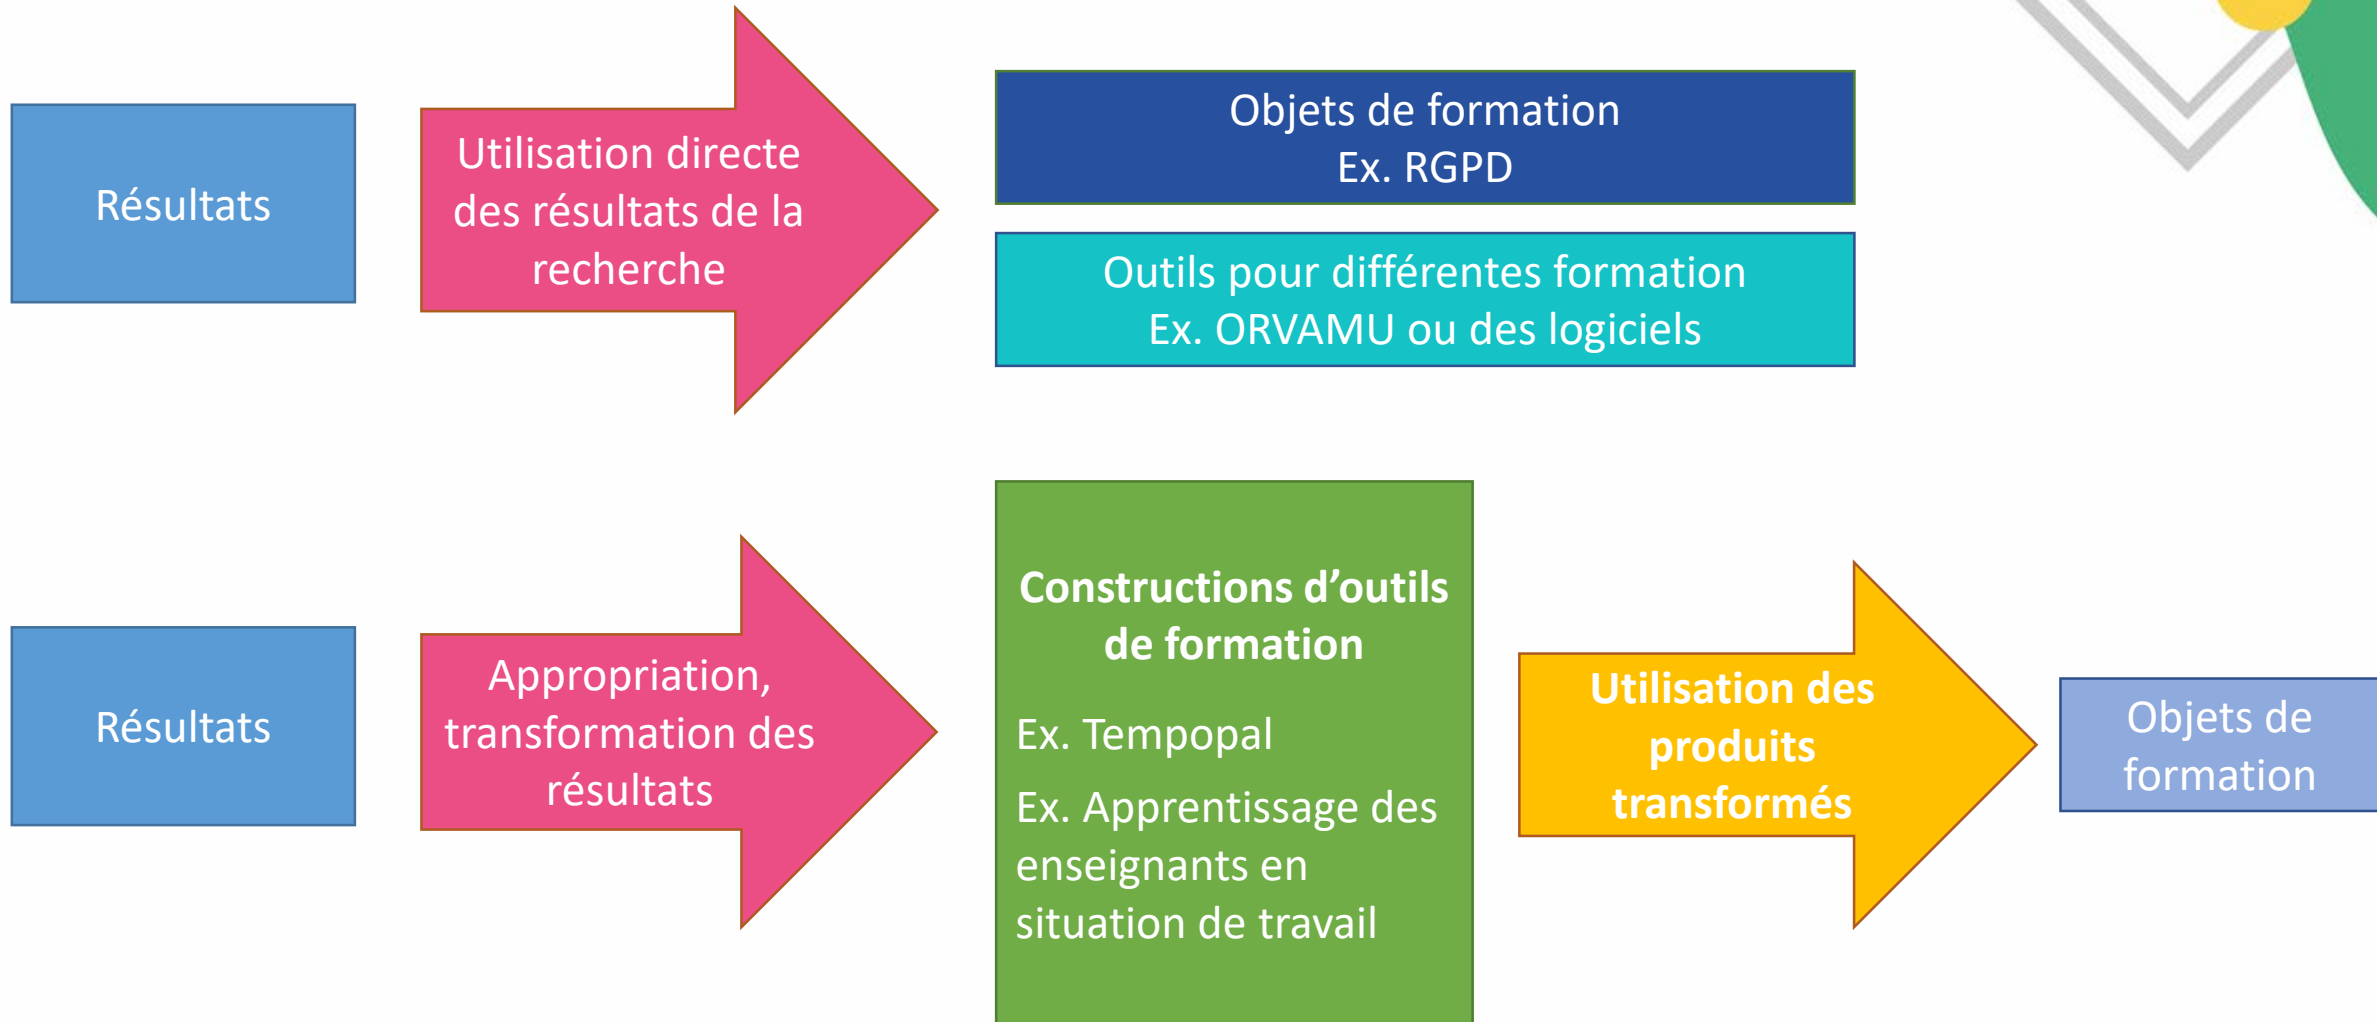 Résultats
Utilisation directe
des résultats de la
recherche
Objets de formation
Ex. RGPD
Outils pour différentes formation
Ex. ORVAMU ou des logiciels
Résultats
Appropriation,
transformation des
résultats
Constructions d’outils
de formation
Ex. Tempopal
Ex. Apprentissage des
enseignants en
situation de travail
Utilisation des
produits
transformés
Objets de
formation